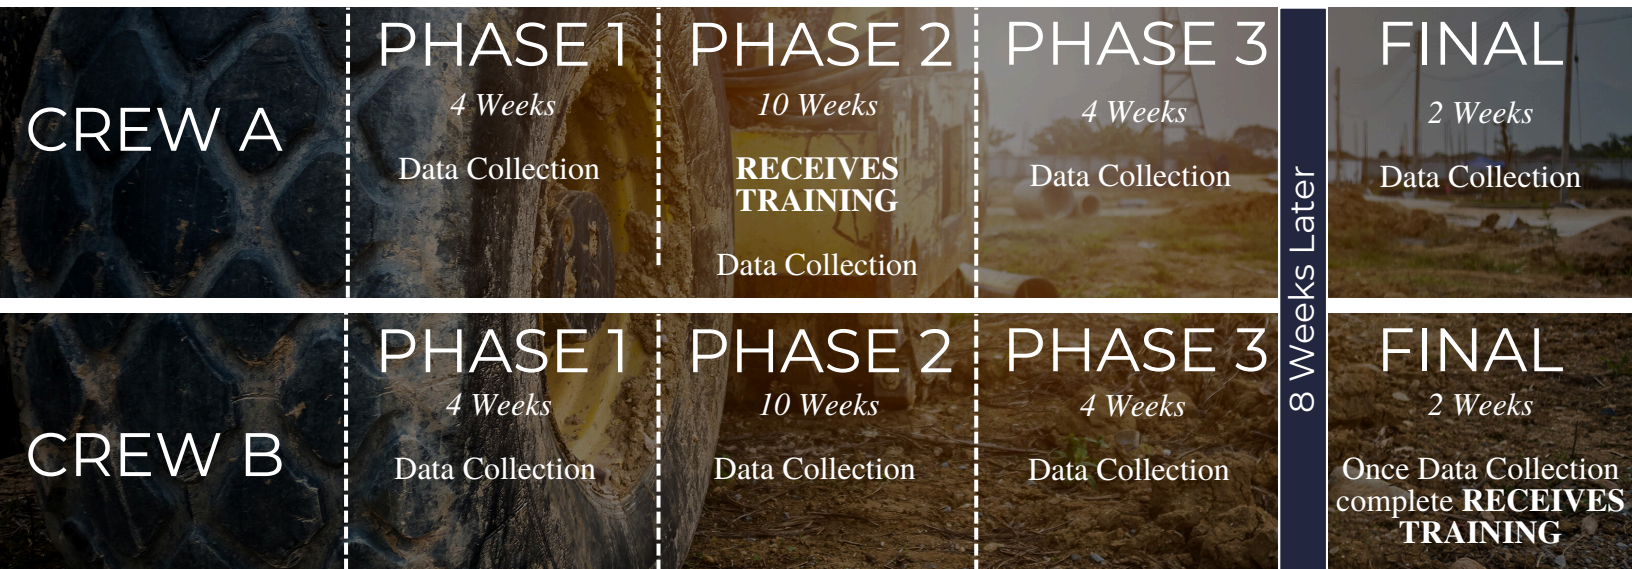 CREW A
PHASE 1
4 Weeks
Data Collection
PHASE 2
10 Weeks
RECEIVES
TRAINING
Data Collection
PHASE 3
4 Weeks
Data Collection
8 Weeks Later
FINAL
2 Weeks
Data Collection
CREW B
PHASE 1
4 Weeks
Data Collection
PHASE 2
10 Weeks
Data Collection
PHASE 3
4 Weeks
Data Collection
FINAL
2 Weeks
Once Data Collection
complete RECEIVES
TRAINING